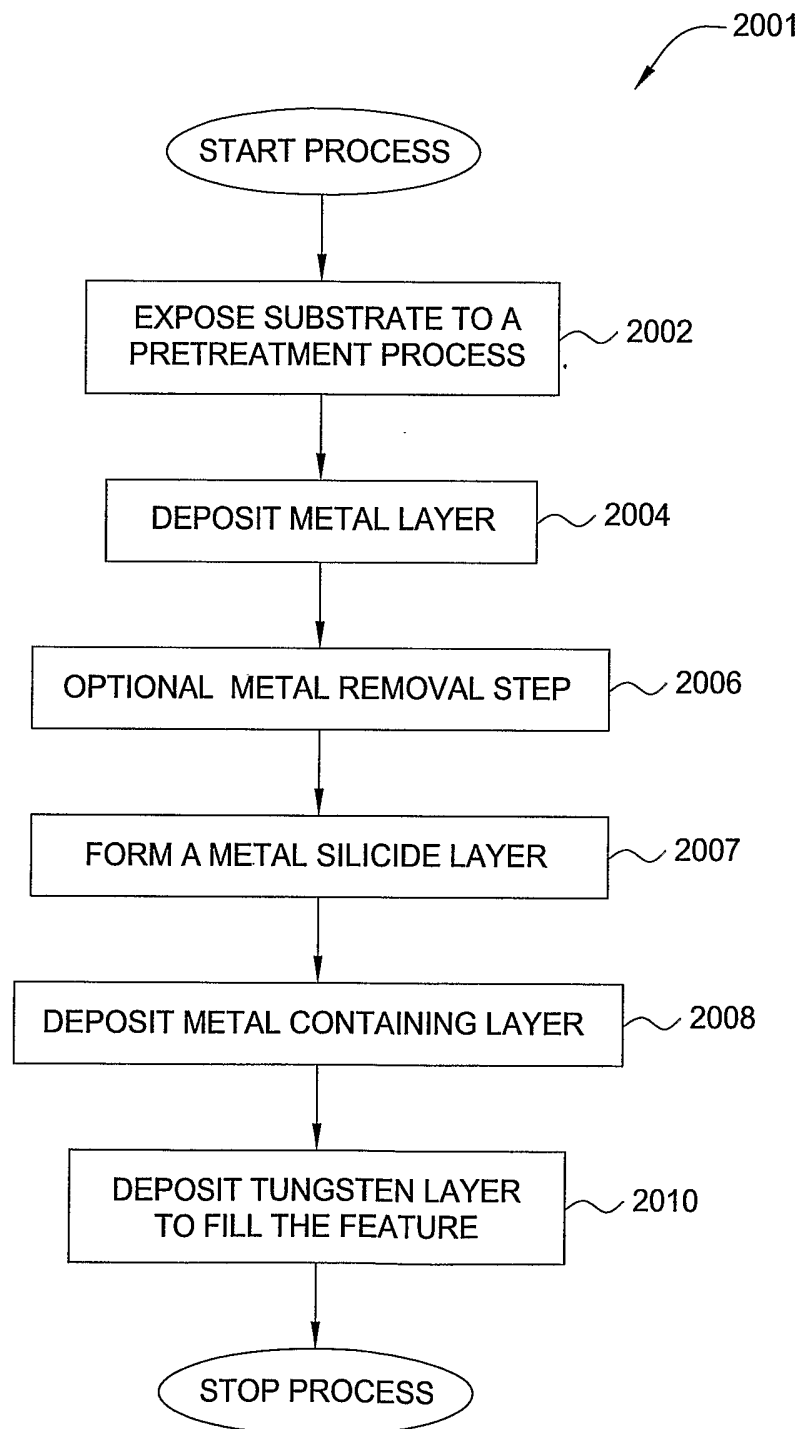 2001
START PROCESS
EXPOSE SUBSTRATE TO A
PRETREATMENT PROCESS
2002
DEPOSIT METAL LAYER
2004
OPTIONAL METAL REMOVAL STEP
2006
FORM A METAL SILICIDE LAYER
2007
DEPOSIT METAL CONTAINING LAYER
2008
DEPOSIT TUNGSTEN LAYER
TO FILL THE FEATURE
2010
STOP PROCESS